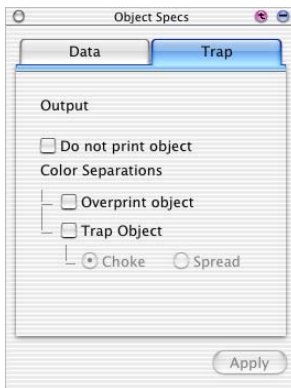 Object Specs
Data Trap
Output
Do not print object
Color Separations
Overprint object
Trap Object
Choke Spread
Apply